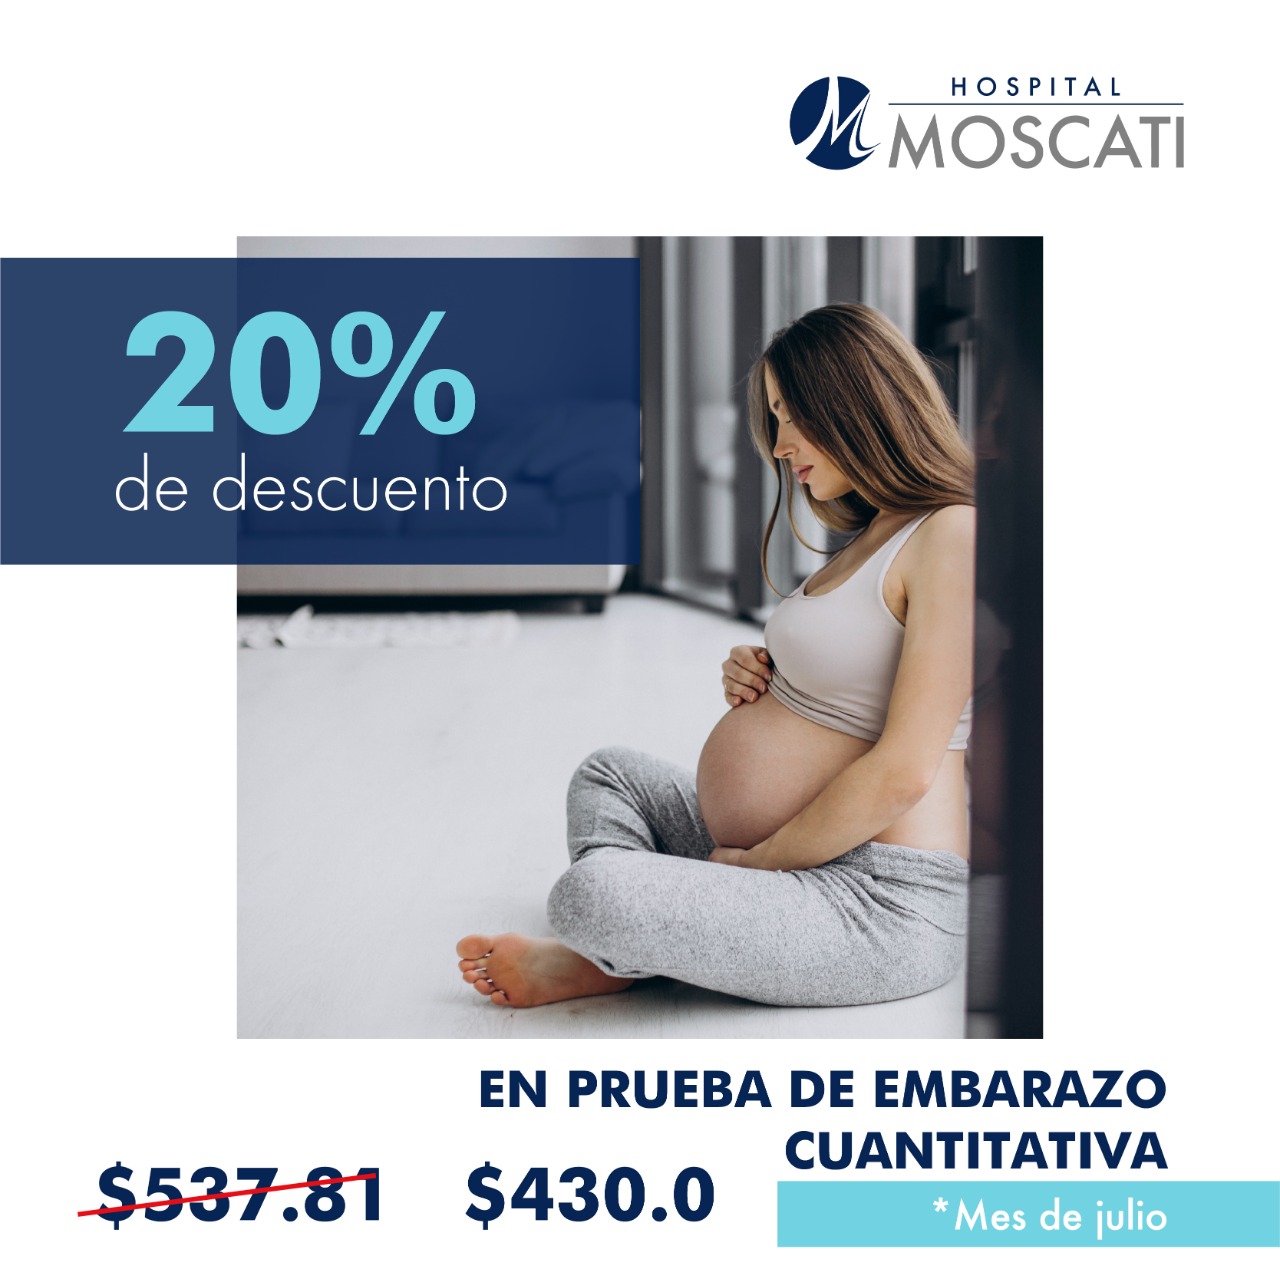 HOSPITAL
MOSCATI
20%
de descuento
EN PRUEBA DE EMBARAZO
CUANTITATIVA
$537.81
$430.0
*Mes de julio